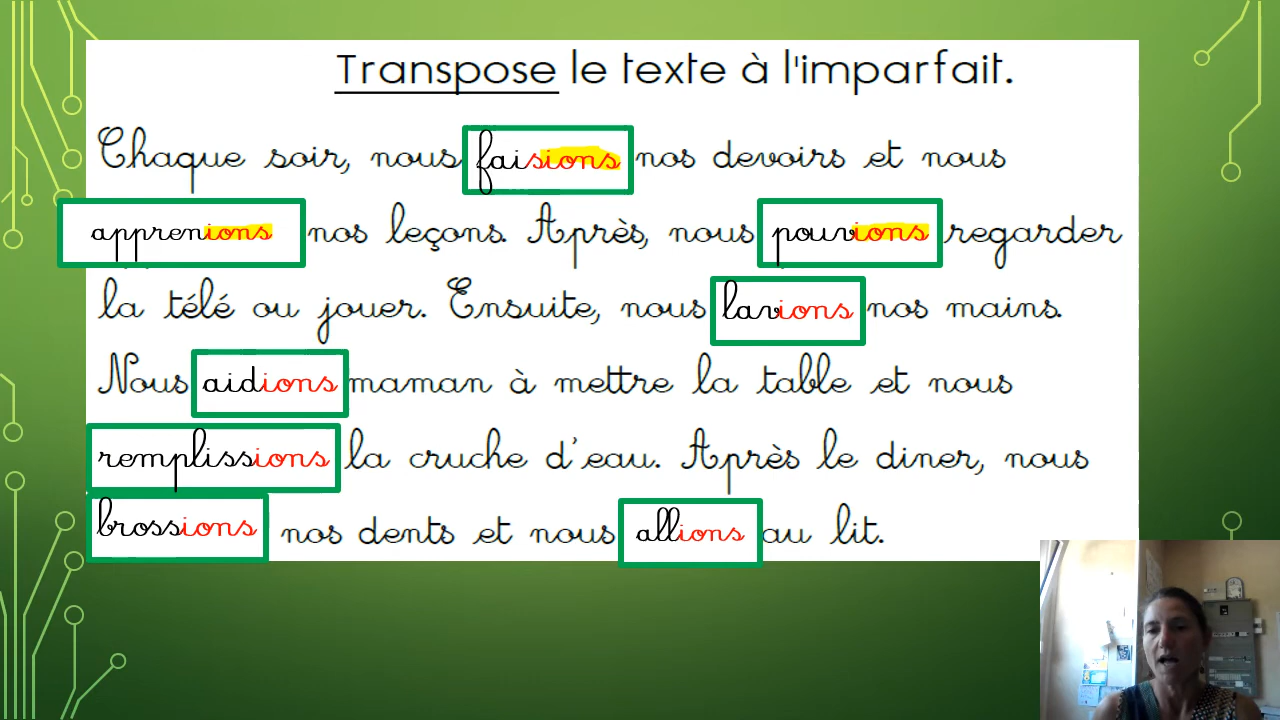 Transpose le texte à l'imparfait.
Chaque soir, nous faisions nos devoirs et nous
apprenions nos leçons. Après, nous pouvions regarder
la télé ou jouer. Ensuite, nous lavions nos mains.
Nous aidions maman à mettre la table et nous
remplissions la cruche d'eau. Après le diner, nous
brossions nos dents et nous allions au lit.